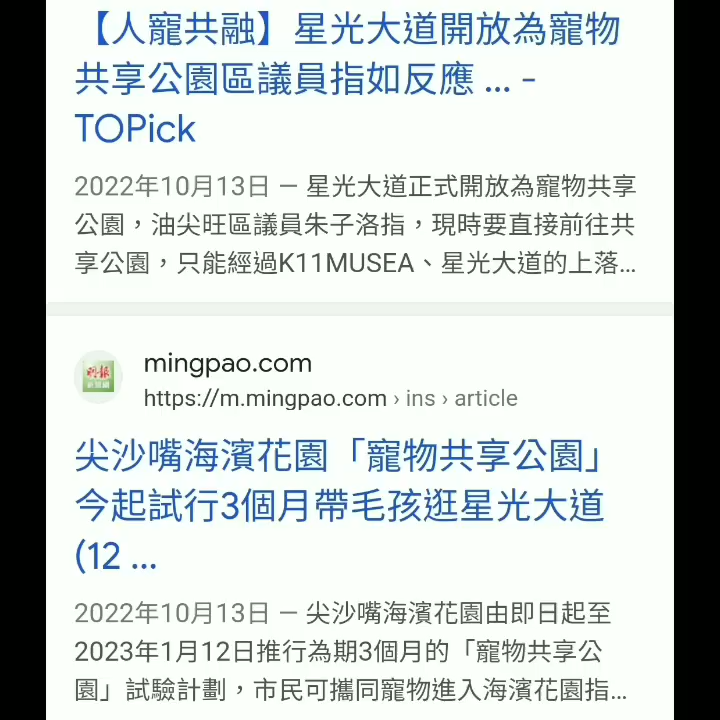 【人寵共融】星光大道開放為寵物
共享公園區議員指如反應 ... -
TOPick
2022年10月13日 — 星光大道正式開放為寵物共享
公園，油尖旺區議員朱子洛指，現時要直接前往共
享公園，只能經過K11MUSEA、星光大道的上落...
mingpao.com
https://m.mingpao.com › ins › article
尖沙嘴海濱花園「寵物共享公園」
今起試行3個月帶毛孩逛星光大道
(12 ...
2022年10月13日 — 尖沙嘴海濱花園由即日起至
2023年1月12日推行為期3個月的「寵物共享公
園」試驗計劃，市民可攜同寵物進入海濱花園指...